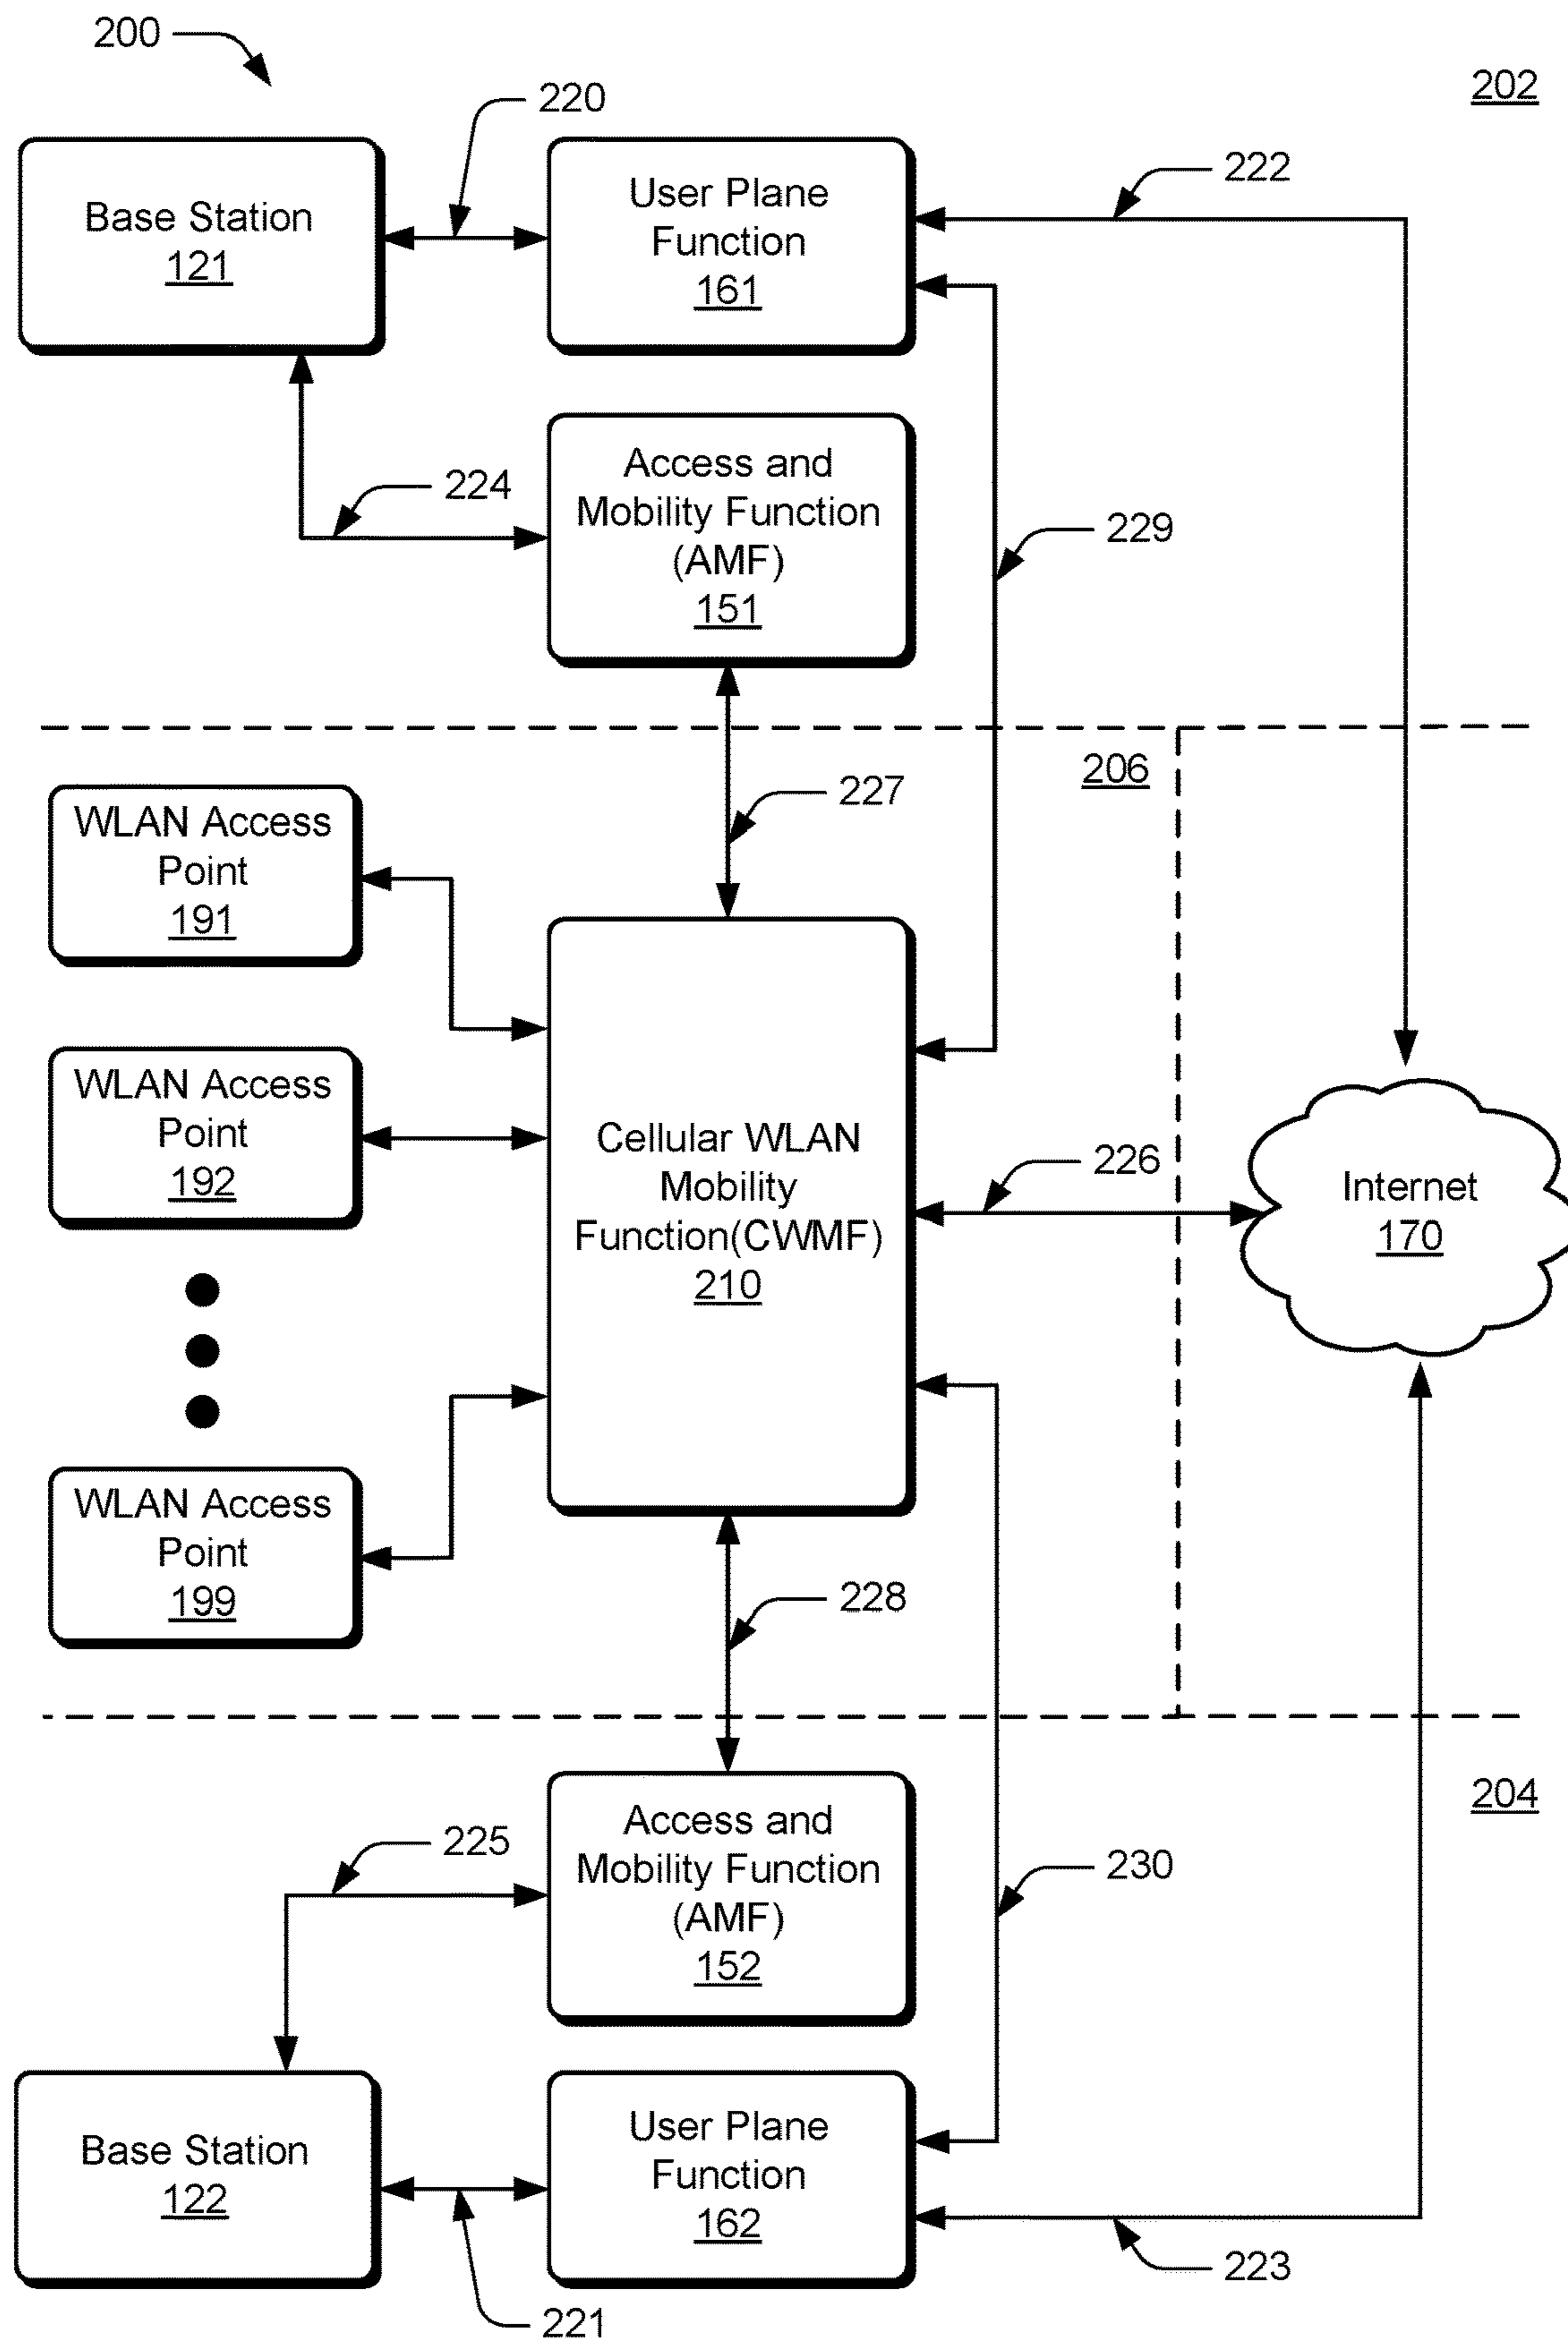 200
202
220
222
Base Station
121
User Plane
Function
161
224
Access and
Mobility Function
(AMF)
151
229
206
227
WLAN Access
Point
191
WLAN Access
Point
192
Cellular WLAN
Mobility
Function(CWMF)
210
226
Internet
170
WLAN Access
Point
199
228
204
225
Access and
Mobility Function
(AMF)
152
230
Base Station
122
User Plane
Function
162
223
221